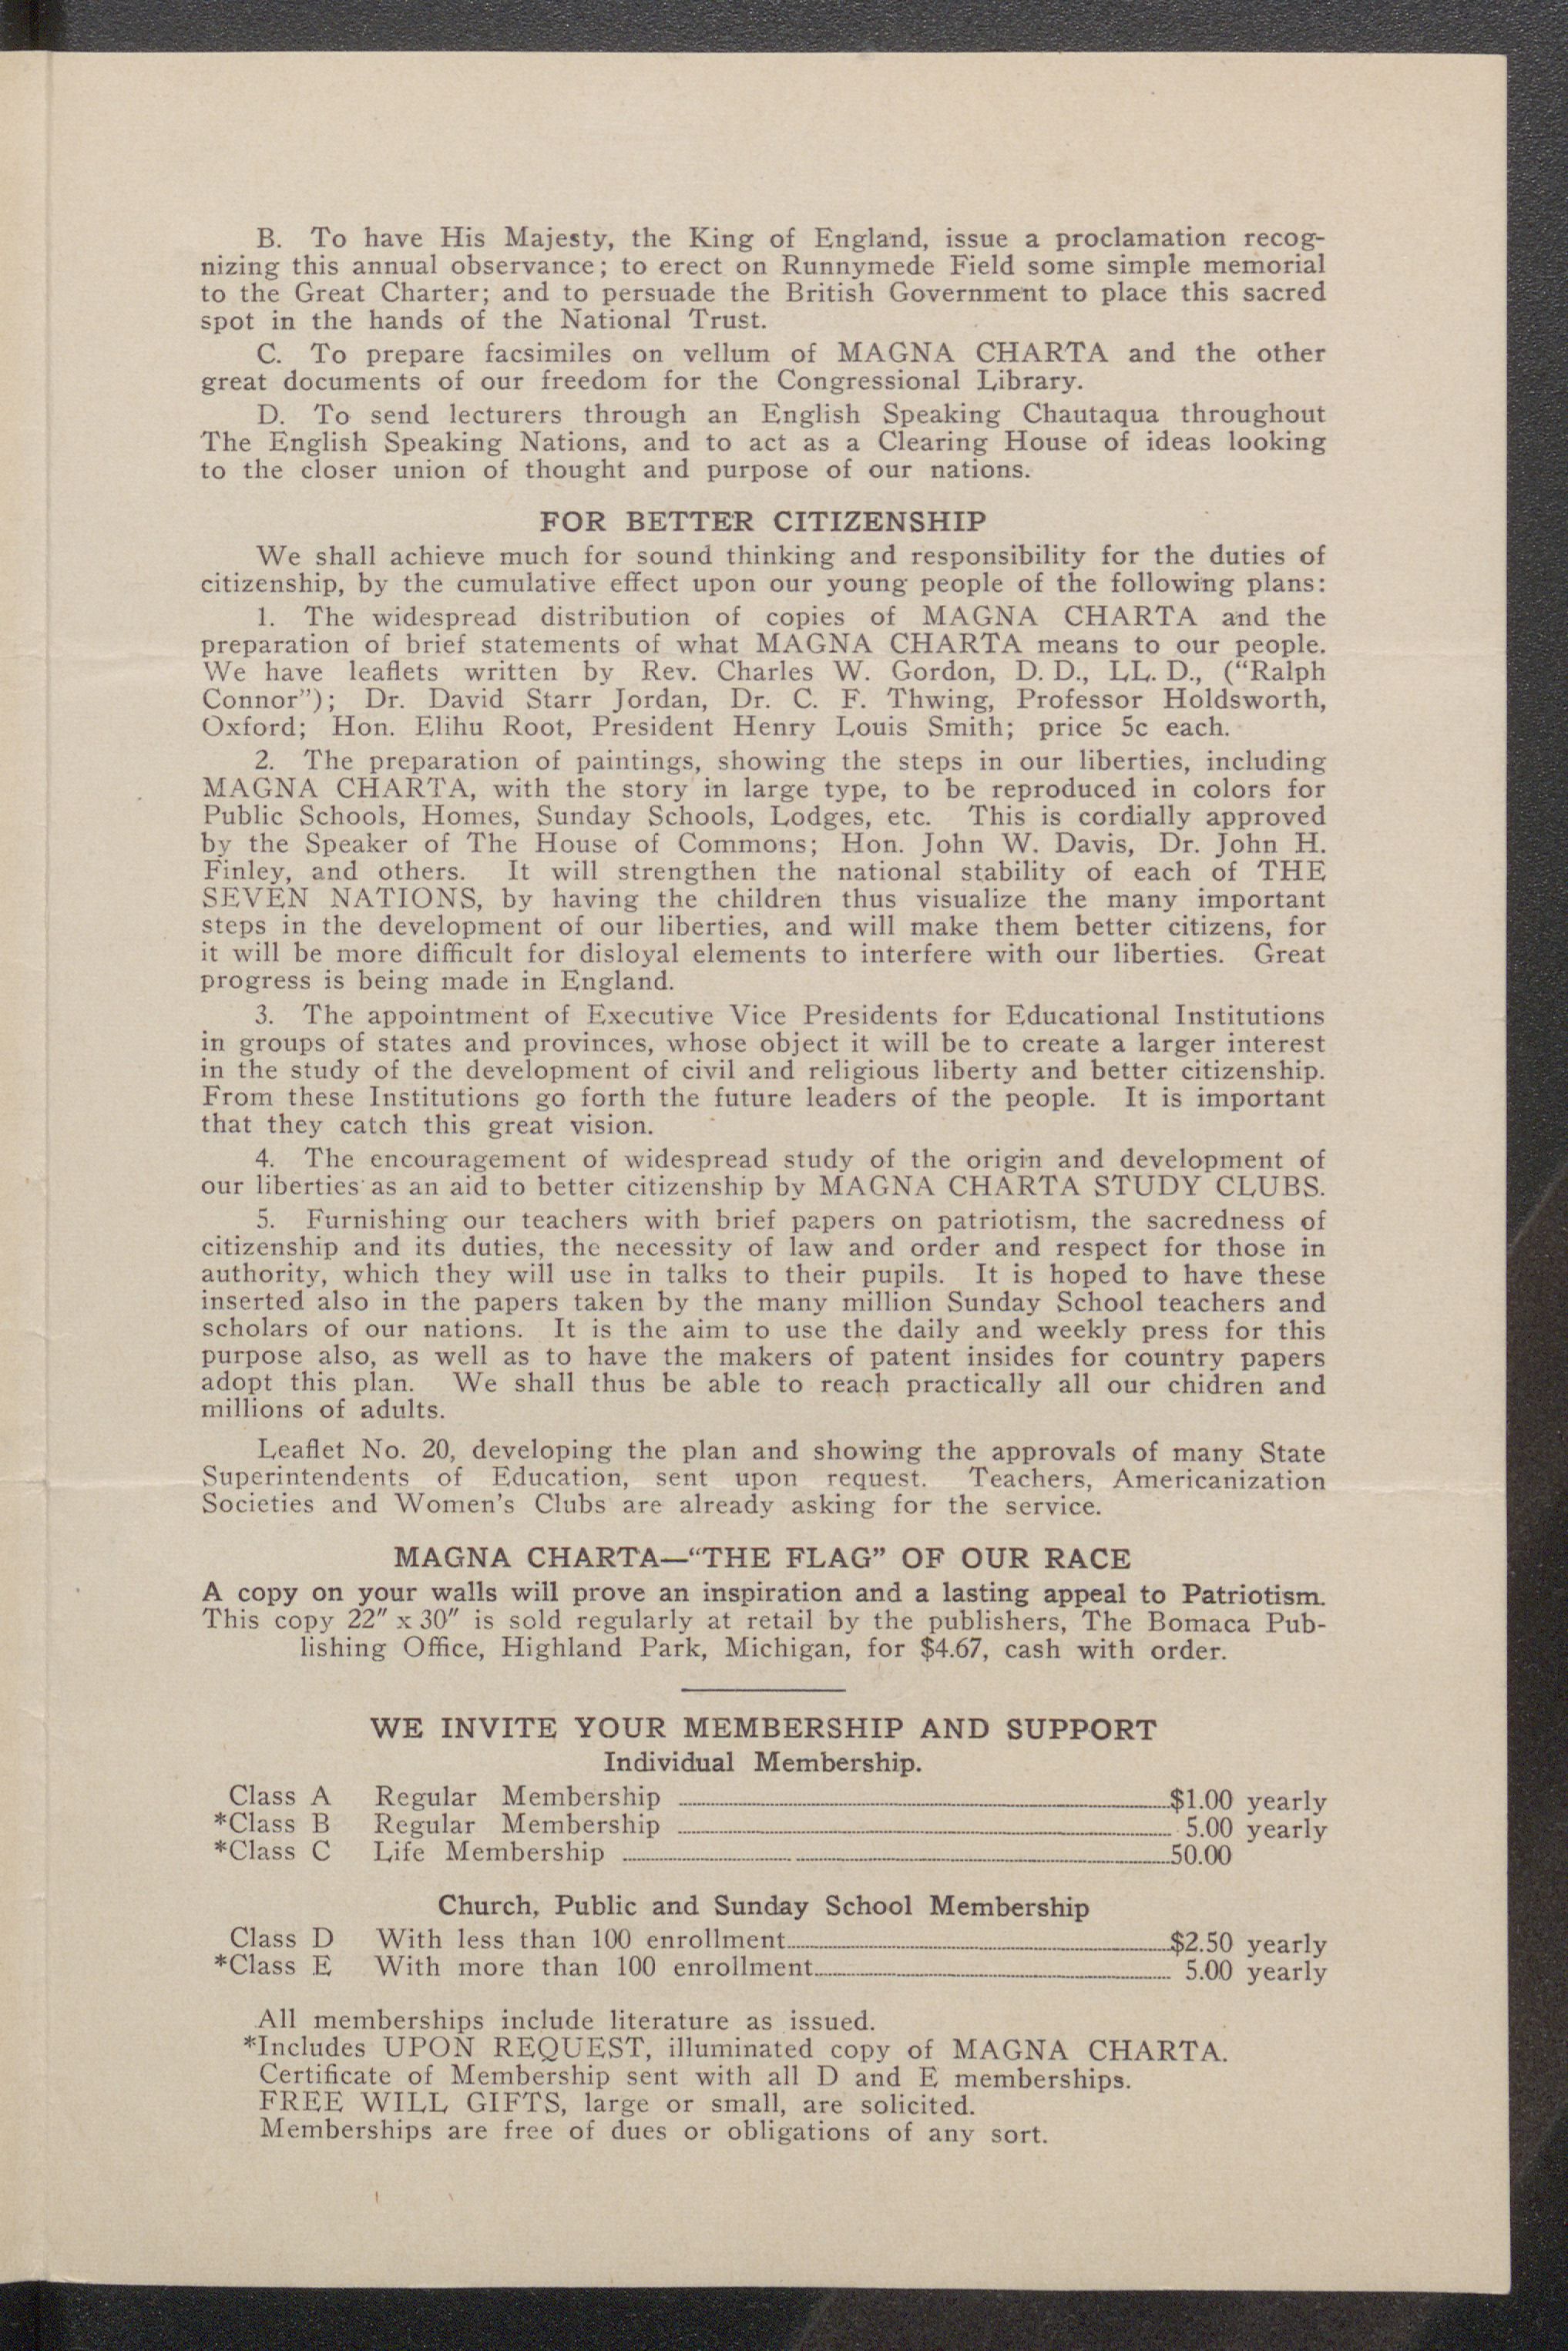 B. To have His Majesty, the King of England, issue a proclamation recog-
nizing this annual observance; to erect on Runnymede Field some simple memorial
to the Great Charter; and to persuade the British Government to place this sacred
spot in the hands of the National Trust.
C. To prepare facsimiles on vellum of MAGNA CHARTA and the other
great documents of our freedom for the Congressional Library.
D. To send lecturers through an English Speaking Chautaqua throughout
The English Speaking Nations, and to act as a Clearing House of ideas looking
to the closer union of thought and purpose of our nations.
FOR BETTER CITIZENSHIP
We shall achieve much for sound thinking and responsibility for the duties of
citizenship, by the cumulative effect upon our young people of the following plans:
1. The widespread distribution of copies of MAGNA CHARTA and the
preparation of brief statements of what MAGNA CHARTA means to our people.
We have leaflets written by Rev. Charles W. Gordon, D. D., LL. D., ("Ralph
Connor"); Dr. David Starr Jordan, Dr. C. F. Thwing, Professor Holdsworth,
Oxford; Hon. Elihu Root, President Henry Louis Smith; price 5c each.
2. The preparation of paintings, showing the steps in our liberties, including
MAGNA CHARTA, with the story in large type, to be reproduced in colors for
Public Schools, Homes, Sunday Schools, Lodges, etc. This is cordially approved
by the Speaker of The House of Commons; Hon. John W. Davis, Dr. John H.
Finley, and others. It will strengthen the national stability of each of THE
SEVEN NATIONS, by having the children thus visualize the many important
steps in the development of our liberties, and will make them better citizens, for
it will be more difficult for disloyal elements to interfere with our liberties. Great
progress is being made in England.
3. The appointment of Executive Vice Presidents for Educational Institutions
in groups of states and provinces, whose object it will be to create a larger interest
in the study of the development of civil and religious liberty and better citizenship.
From these Institutions go forth the future leaders of the people. It is important
that they catch this great vision.
4. The encouragement of widespread study of the origin and development of
our liberties as an aid to better citizenship by MAGNA CHARTA STUDY CLUBS.
5. Furnishing our teachers with brief papers on patriotism, the sacredness of
citizenship and its duties, the necessity of law and order and respect for those in
authority, which they will use in talks to their pupils. It is hoped to have these
inserted also in the papers taken by the many million Sunday School teachers and
scholars of our nations. It is the aim to use the daily and weekly press for this
purpose also, as well as to have the makers of patent insides for country papers
adopt this plan. We shall thus be able to reach practically all our chidren and
millions of adults.
Leaflet No. 20, developing the plan and showing the approvals of many State
Superintendents of Education, sent upon request. Teachers, Americanization
Societies and Women's Clubs are already asking for the service.
MAGNA CHARTA—"THE FLAG" OF OUR RACE
A copy on your walls will prove an inspiration and a lasting appeal to Patriotism.
This copy 22" x 30" is sold regularly at retail by the publishers, The Bomaca Pub-
lishing Office, Highland Park, Michigan, for $4.67, cash with order.
WE INVITE YOUR MEMBERSHIP AND SUPPORT
Individual Membership.
Class A Regular Membership $1.00 yearly
*Class B Regular Membership 5.00 yearly
*Class C Life Membership 50.00
Church, Public and Sunday School Membership
Class D With less than 100 enrollment $2.50 yearly
*Class E With more than 100 enrollment 5.00 yearly
All memberships include literature as issued.
*Includes UPON REQUEST, illuminated copy of MAGNA CHARTA.
Certificate of Membership sent with all D and E memberships.
FREE WILL GIFTS, large or small, are solicited.
Memberships are free of dues or obligations of any sort.